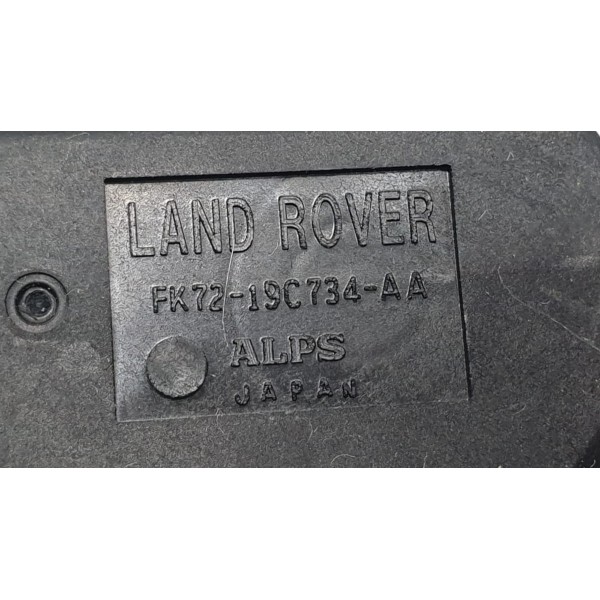 LAND ROVER
FK72-19C734-AA
ALPS
JAPAN